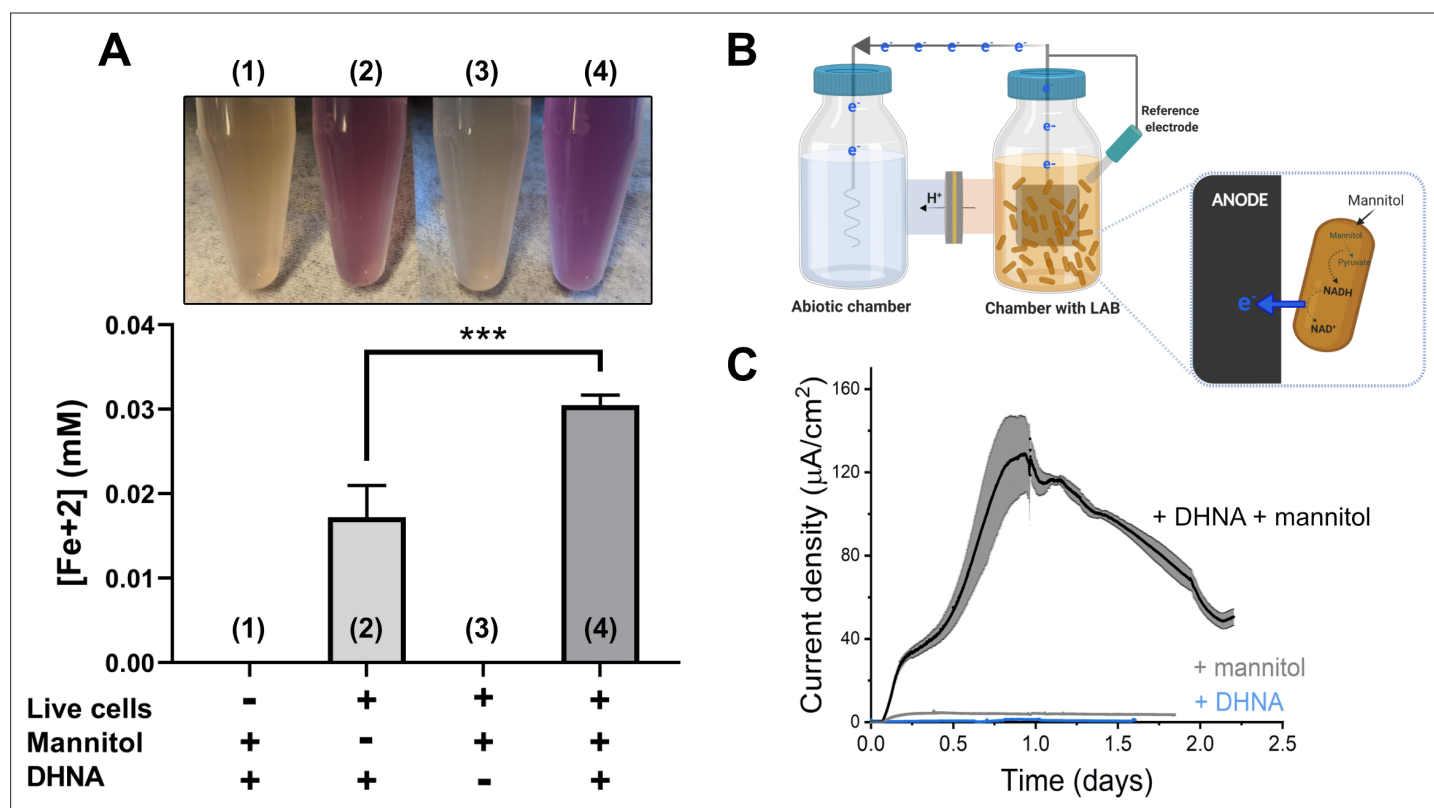 A
(1) (2) (3) (4)
***
[Fe+2] (mM)
0.04
0.03
0.02
0.01
0.00
(1) (2) (3) (4)
Live cells - + + +
Mannitol + - + +
DHNA + + - +
B
e- e- e- e- e-
e-
e-
e-
e-
e-
Reference
electrode
H+
Abiotic chamber
Chamber with LAB
ANODE
Mannitol
Mannitol
Pyruvate
NADH
e-
NAD+
C
Current density (µA/cm2)
160
120
80
40
0
+ DHNA + mannitol
+ mannitol
+ DHNA
0.0 0.5 1.0 1.5 2.0 2.5
Time (days)